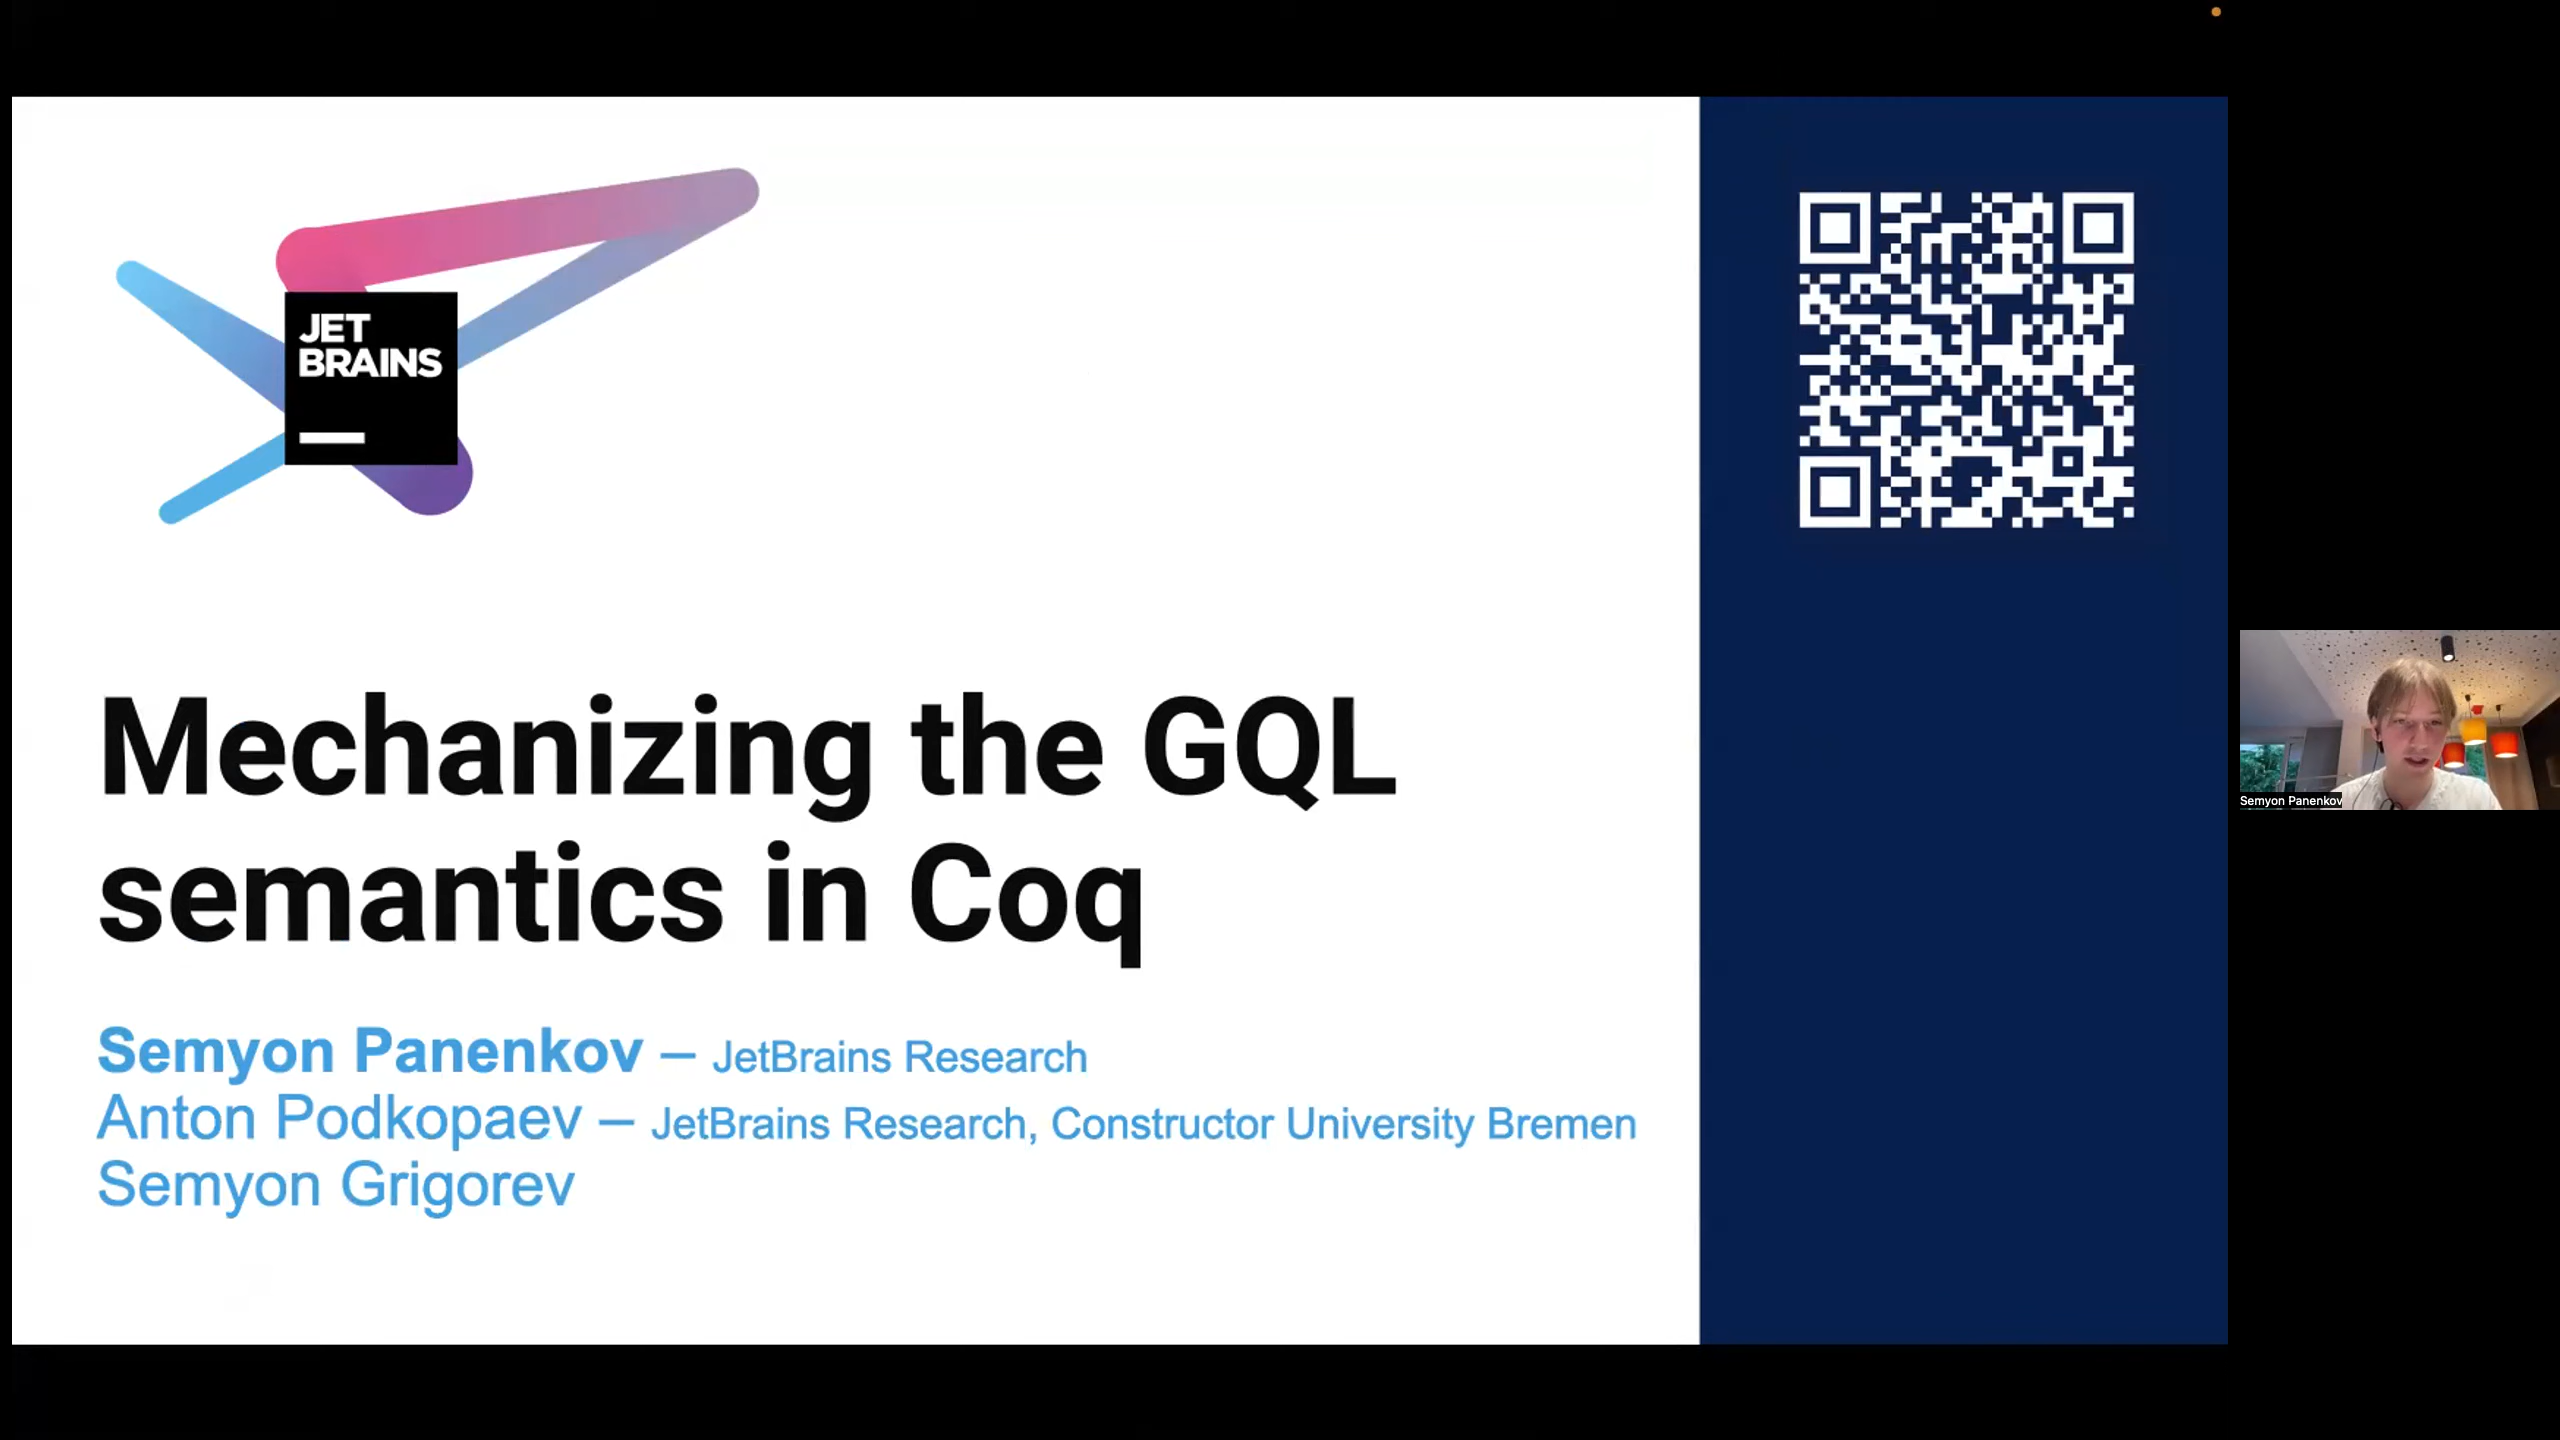 JET
BRAINS
Mechanizing the GQL
semantics in Coq
Semyon Panenkov — JetBrains Research
Anton Podkopaev — JetBrains Research, Constructor University Bremen
Semyon Grigorev
Semyon Panenkov